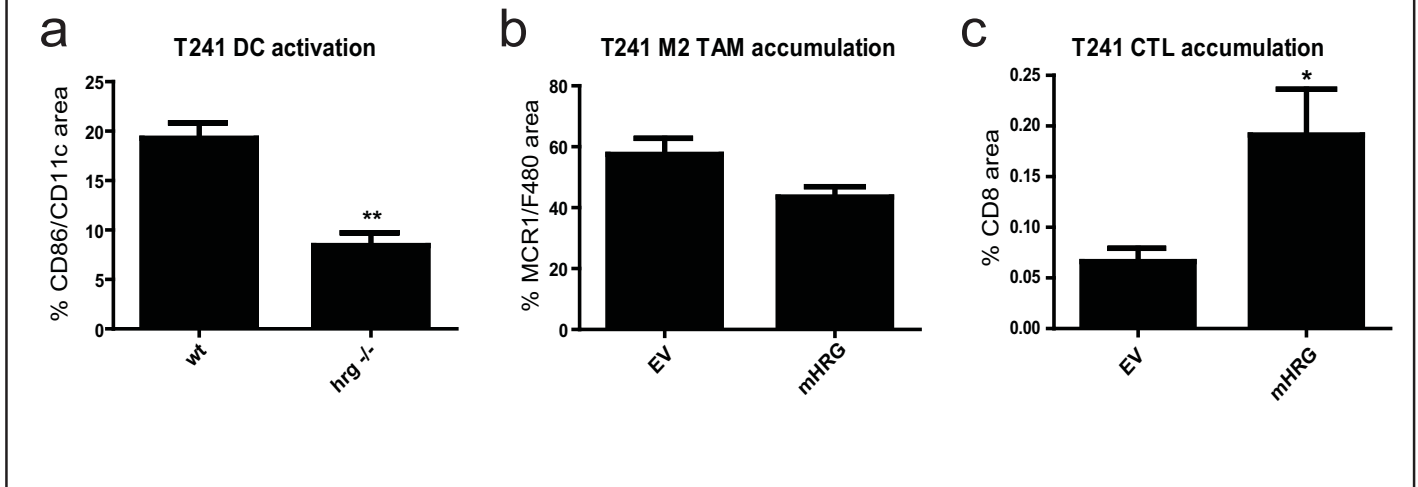 a
T241 DC activation
% CD86/CD11c area
25
20
15
10
5
0
**
wt
hrg -/-
b
T241 M2 TAM accumulation
% MCR1/F480 area
80
60
40
20
0
EV
mHRG
c
T241 CTL accumulation
% CD8 area
0.25
0.20
0.15
0.10
0.05
0.00
*
EV
mHRG